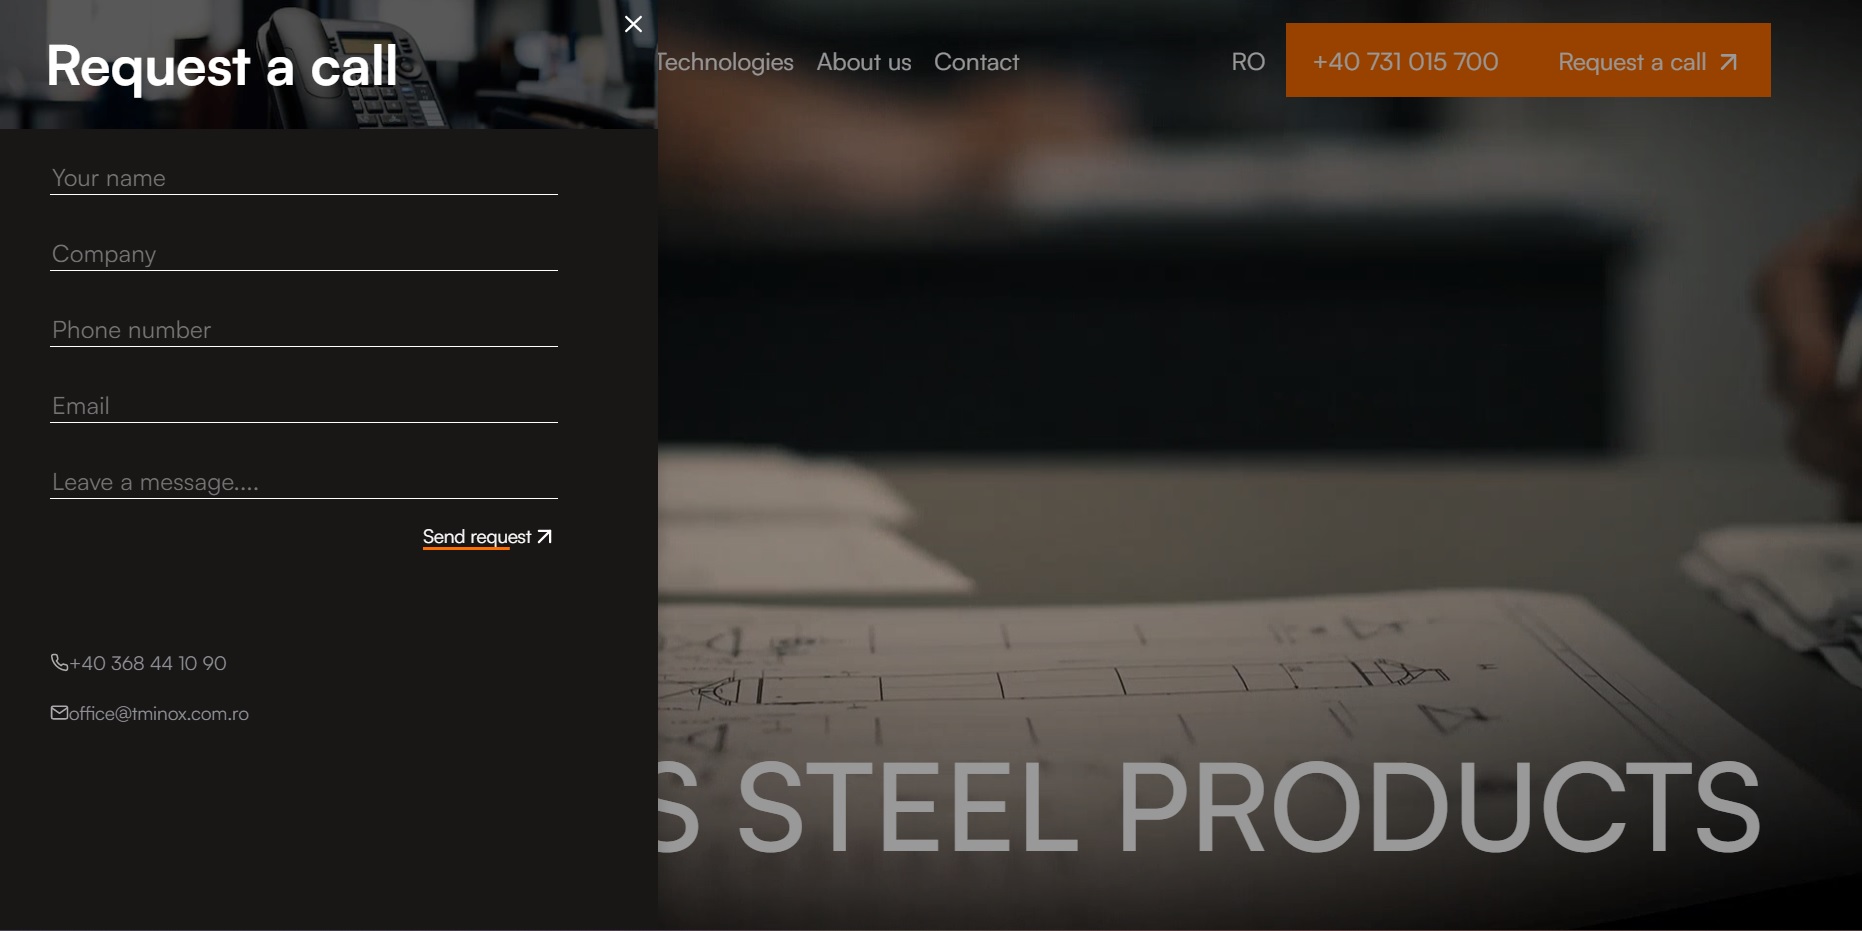 Request a call
Technologies About us Contact RO +40 731 015 700 Request a call
Your name
Company
Phone number
Email
Leave a message....
Send request
+40 368 44 10 90
office@tminox.com.ro
S STEEL PRODUCTS